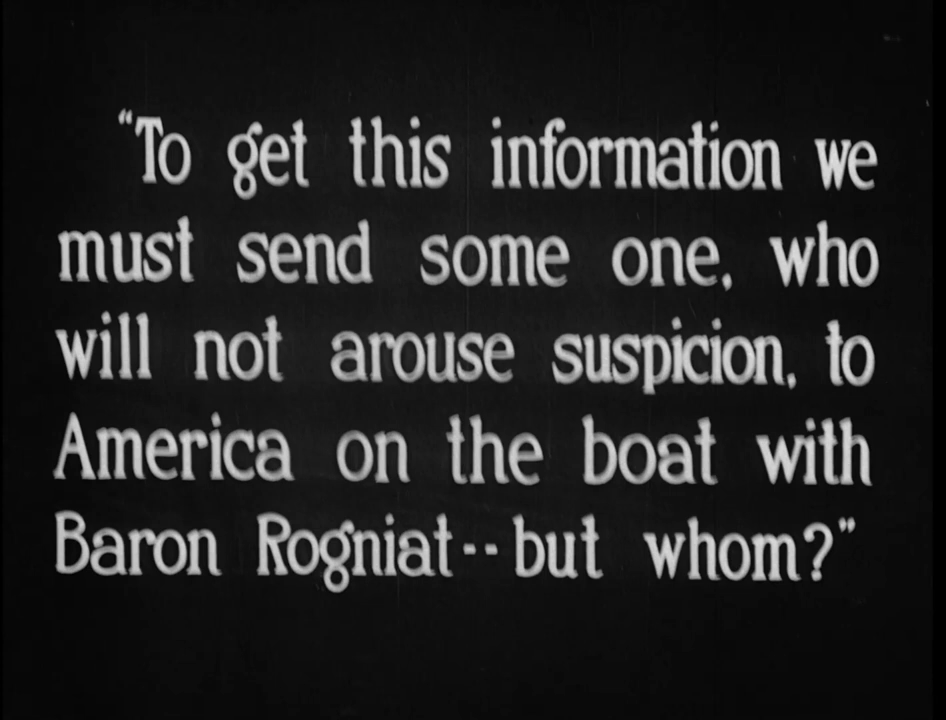 “To get this information we
must send some one, who
will not arouse suspicion, to
America on the boat with
Baron Rogniat--but whom?”